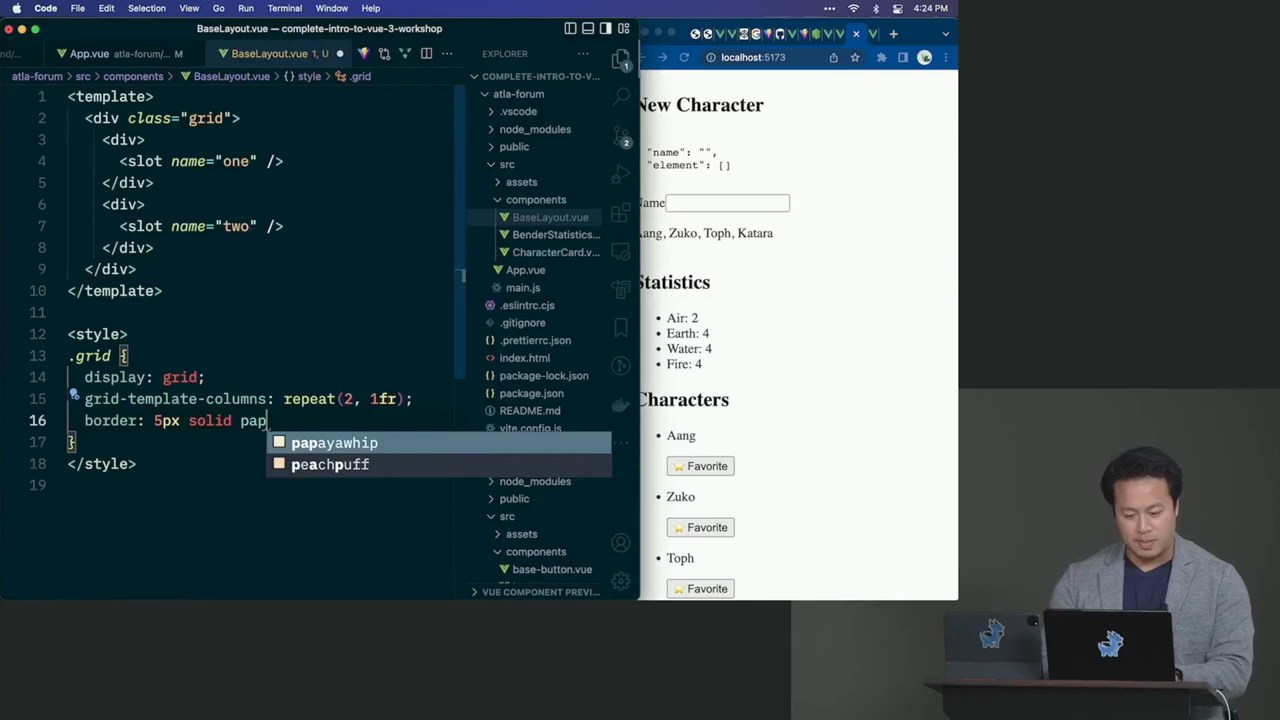 Code File Edit Selection View Go Run Terminal Window Help 4:24 PM
BaseLayout.vue — complete-intro-to-vue-3-workshop
App.vue atla-forum/... M BaseLayout.vue 1, U
atla-forum > src > components > BaseLayout.vue > {} style > .grid
1 <template>
2 <div class="grid">
3 <div>
4 <slot name="one" />
5 </div>
6 <div>
7 <slot name="two" />
8 </div>
9 </div>
10 </template>
11
12 <style>
13 .grid {
14 display: grid;
15 grid-template-columns: repeat(2, 1fr);
16 border: 5px solid pap
17 }
18 </style>
19
papayawhip
peachpuff
EXPLORER
COMPLETE-INTRO-TO-V...
atla-forum
.vscode
node_modules
public
src
assets
components
BaseLayout.vue
BenderStatistics...
CharacterCard.v...
App.vue
main.js
.eslintrc.cjs
.gitignore
.prettierrc.json
index.html
package-lock.json
package.json
README.md
vite.config.js
node_modules
public
src
assets
components
base-button.vue
VUE COMPONENT PREVI...
1
2
localhost:5173
New Character
"name": "",
"element": []
Name
Aang, Zuko, Toph, Katara
Statistics
• Air: 2
• Earth: 4
• Water: 4
• Fire: 4
Characters
• Aang
⭐ Favorite
• Zuko
⭐ Favorite
• Toph
⭐ Favorite